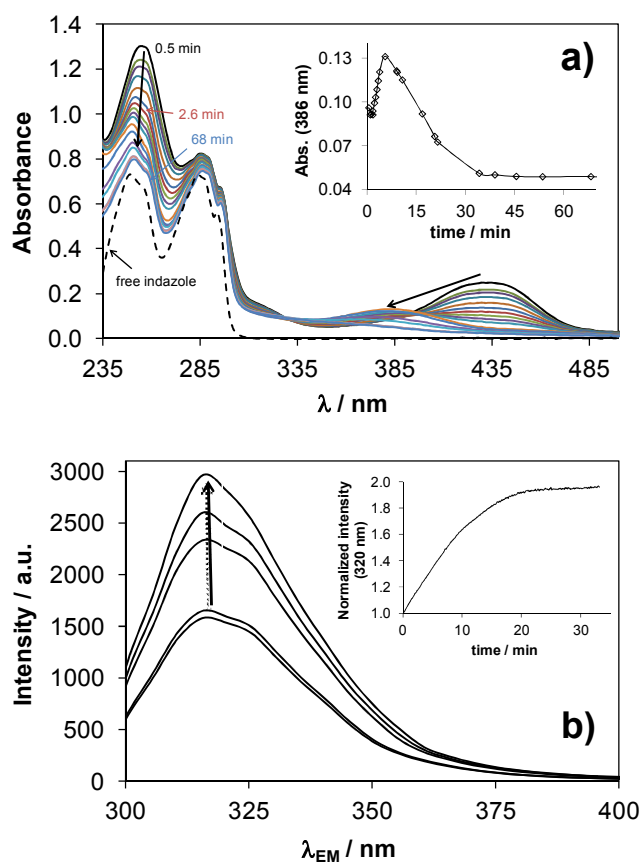 a)
Absorbance
1.4
1.2
1.0
0.8
0.6
0.4
0.2
0.0
0.5 min
2.6 min
68 min
free indazole
235 285 335 385 435 485
λ / nm
Abs. (386 nm)
0.13
0.10
0.07
0.04
0 15 30 45 60
time / min
b)
Intensity / a.u.
3000
2500
2000
1500
1000
500
0
300 325 350 375 400
λEM / nm
Normalized intensity
(320 nm)
2.0
1.8
1.6
1.4
1.2
1.0
0 10 20 30
time / min